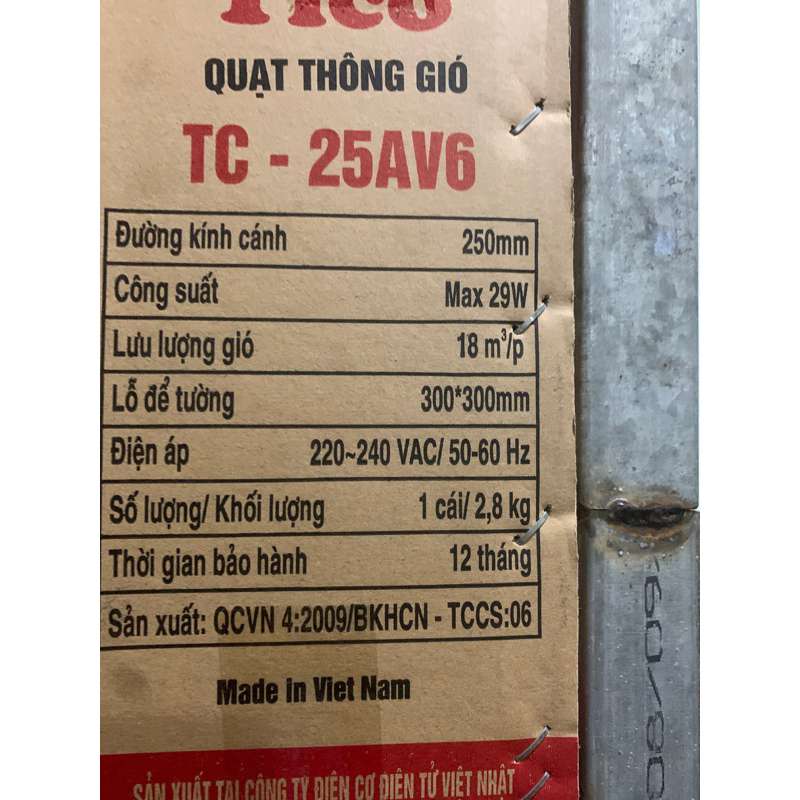 Tico
QUẠT THÔNG GIÓ
TC - 25AV6
Đường kính cánh 250mm
Công suất Max 29W
Lưu lượng gió 18 m³/p
Lỗ để tường 300*300mm
Điện áp 220~240 VAC/ 50-60 Hz
Số lượng/ Khối lượng 1 cái/ 2,8 kg
Thời gian bảo hành 12 tháng
Sản xuất: QCVN 4:2009/BKHCN - TCCS:06
Made in Viet Nam
SẢN XUẤT TẠI CÔNG TY ĐIỆN CƠ ĐIỆN TỬ VIỆT NHẬT